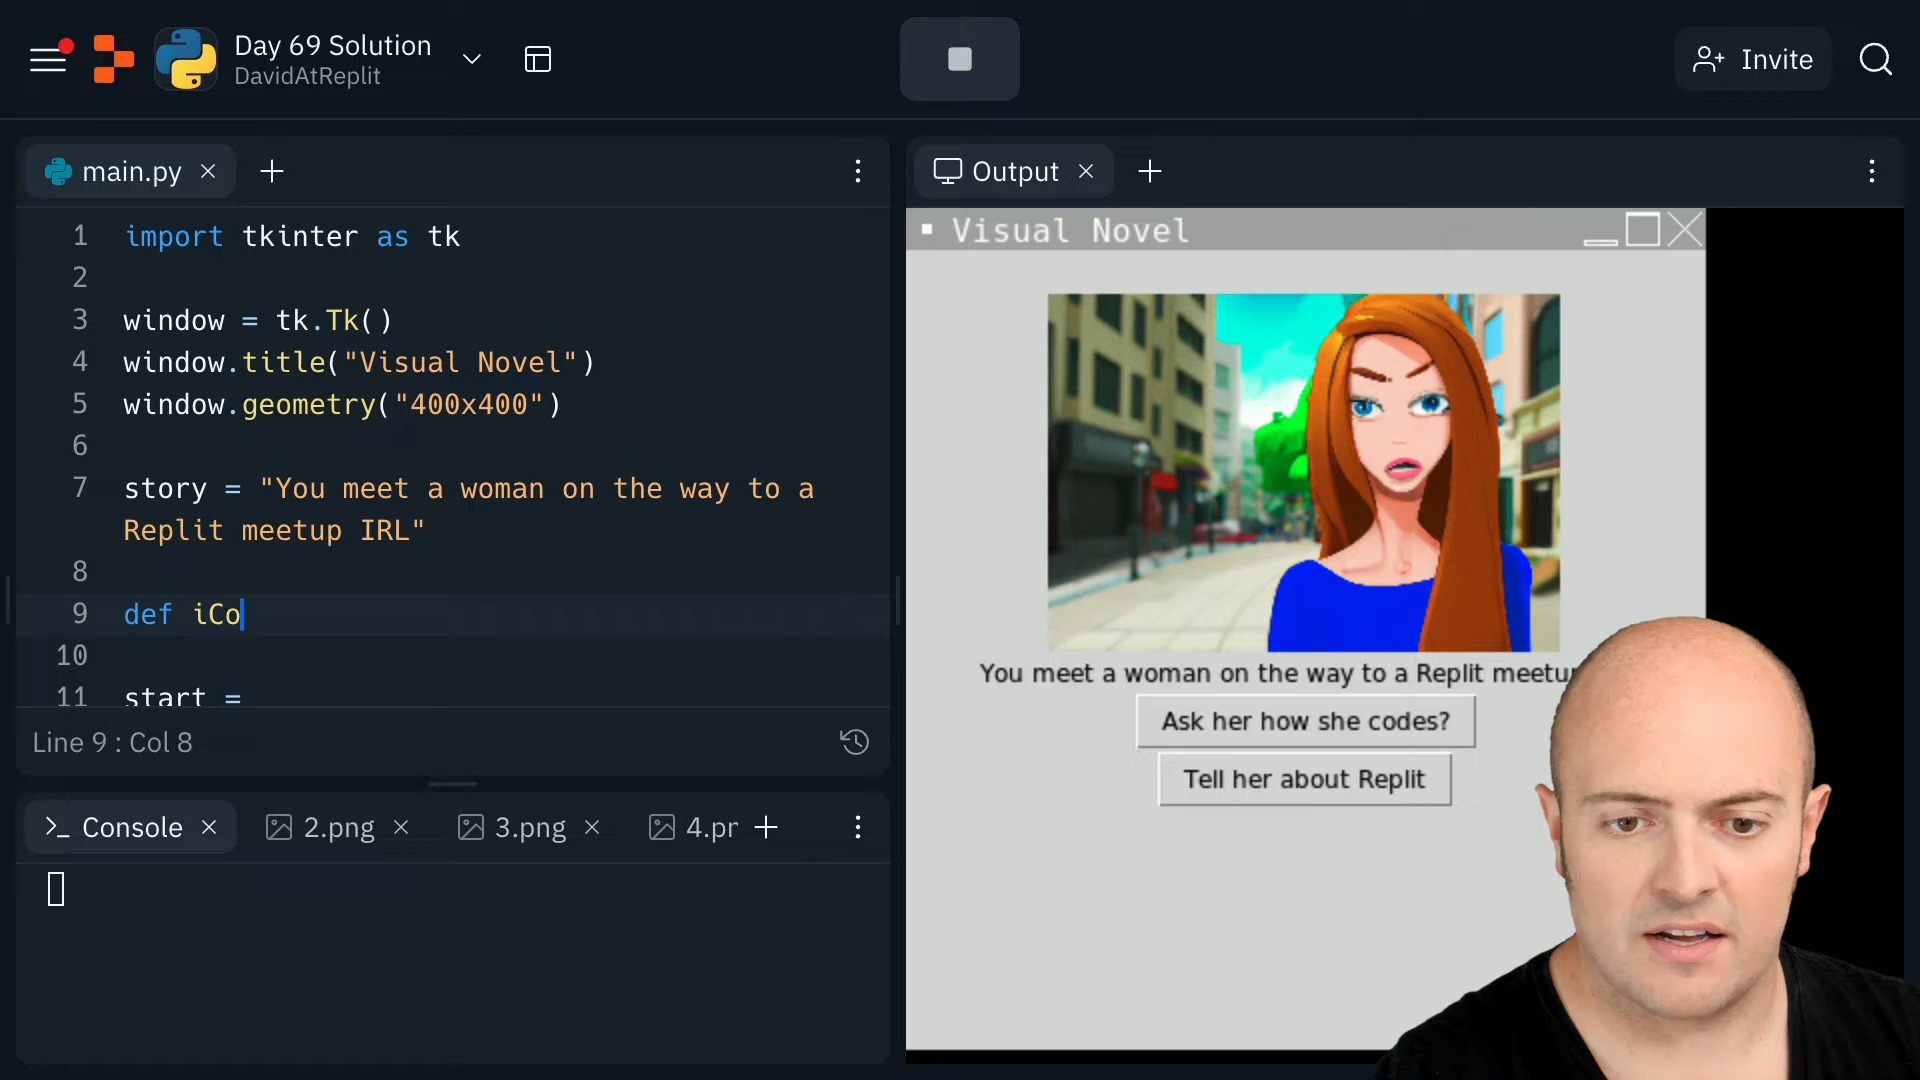 Day 69 Solution
DavidAtReplit
Invite
main.py
1 import tkinter as tk
2
3 window = tk.Tk()
4 window.title("Visual Novel")
5 window.geometry("400x400")
6
7 story = "You meet a woman on the way to a
Replit meetup IRL"
8
9 def iCo
10
11 start =
Line 9 : Col 8
Console
2.png
3.png
4.pr
Output
Visual Novel
You meet a woman on the way to a Replit meetu
Ask her how she codes?
Tell her about Replit